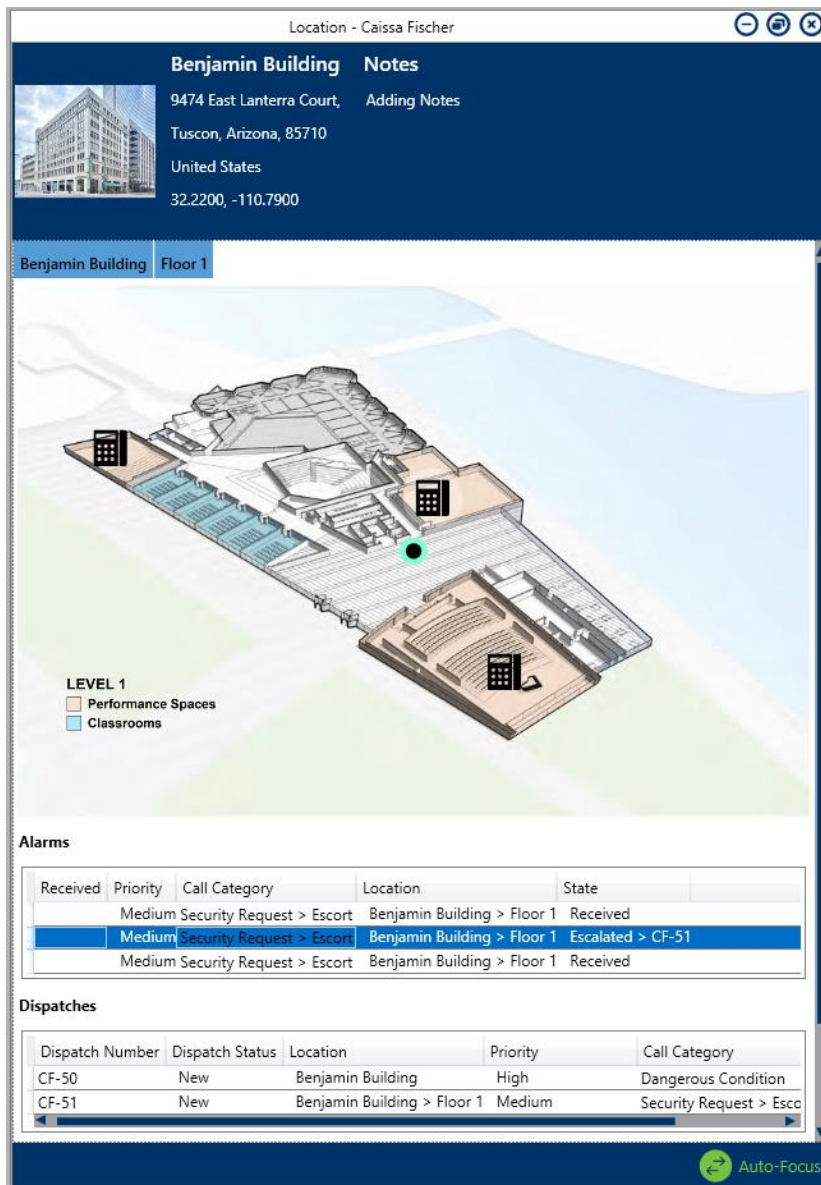 Location - Caissa Fischer
Benjamin Building Notes
9474 East Lanterra Court, Adding Notes
Tuscon, Arizona, 85710
United States
32.2200, -110.7900
Benjamin Building Floor 1
LEVEL 1
Performance Spaces
Classrooms
Alarms
Received Priority Call Category Location State
Medium Security Request > Escort Benjamin Building > Floor 1 Received
Medium Security Request > Escort Benjamin Building > Floor 1 Escalated > CF-51
Medium Security Request > Escort Benjamin Building > Floor 1 Received
Dispatches
Dispatch Number Dispatch Status Location Priority Call Category
CF-50 New Benjamin Building High Dangerous Condition
CF-51 New Benjamin Building > Floor 1 Medium Security Request > Esco
Auto-Focus